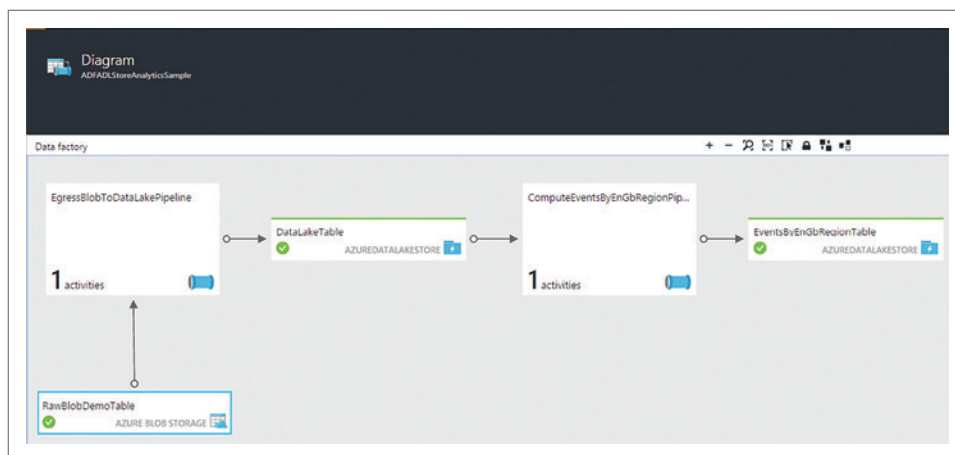 Diagram
ADFADLStoreAnalyticsSample
Data factory
EgressBlobToDataLakePipeline
1 activities
DataLakeTable
AZUREDATALAKESTORE
ComputeEventsByEnGbRegionPip...
1 activities
EventsByEnGbRegionTable
AZUREDATALAKESTORE
RawBlobDemoTable
AZURE BLOB STORAGE